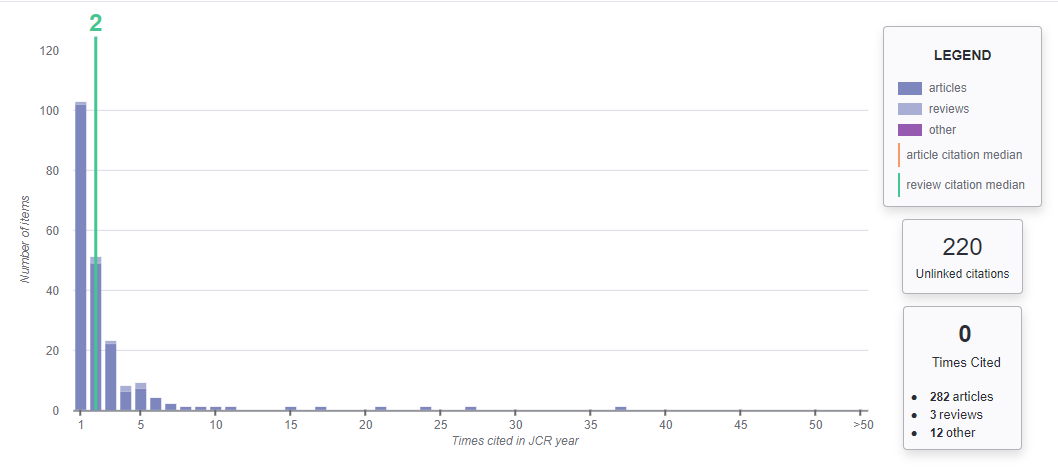 2
120
100
80
60
40
20
0
Number of items
1 5 10 15 20 25 30 35 40 45 50 >50
Times cited in JCR year
LEGEND
articles
reviews
other
article citation median
review citation median
220
Unlinked citations
0
Times Cited
• 282 articles
• 3 reviews
• 12 other